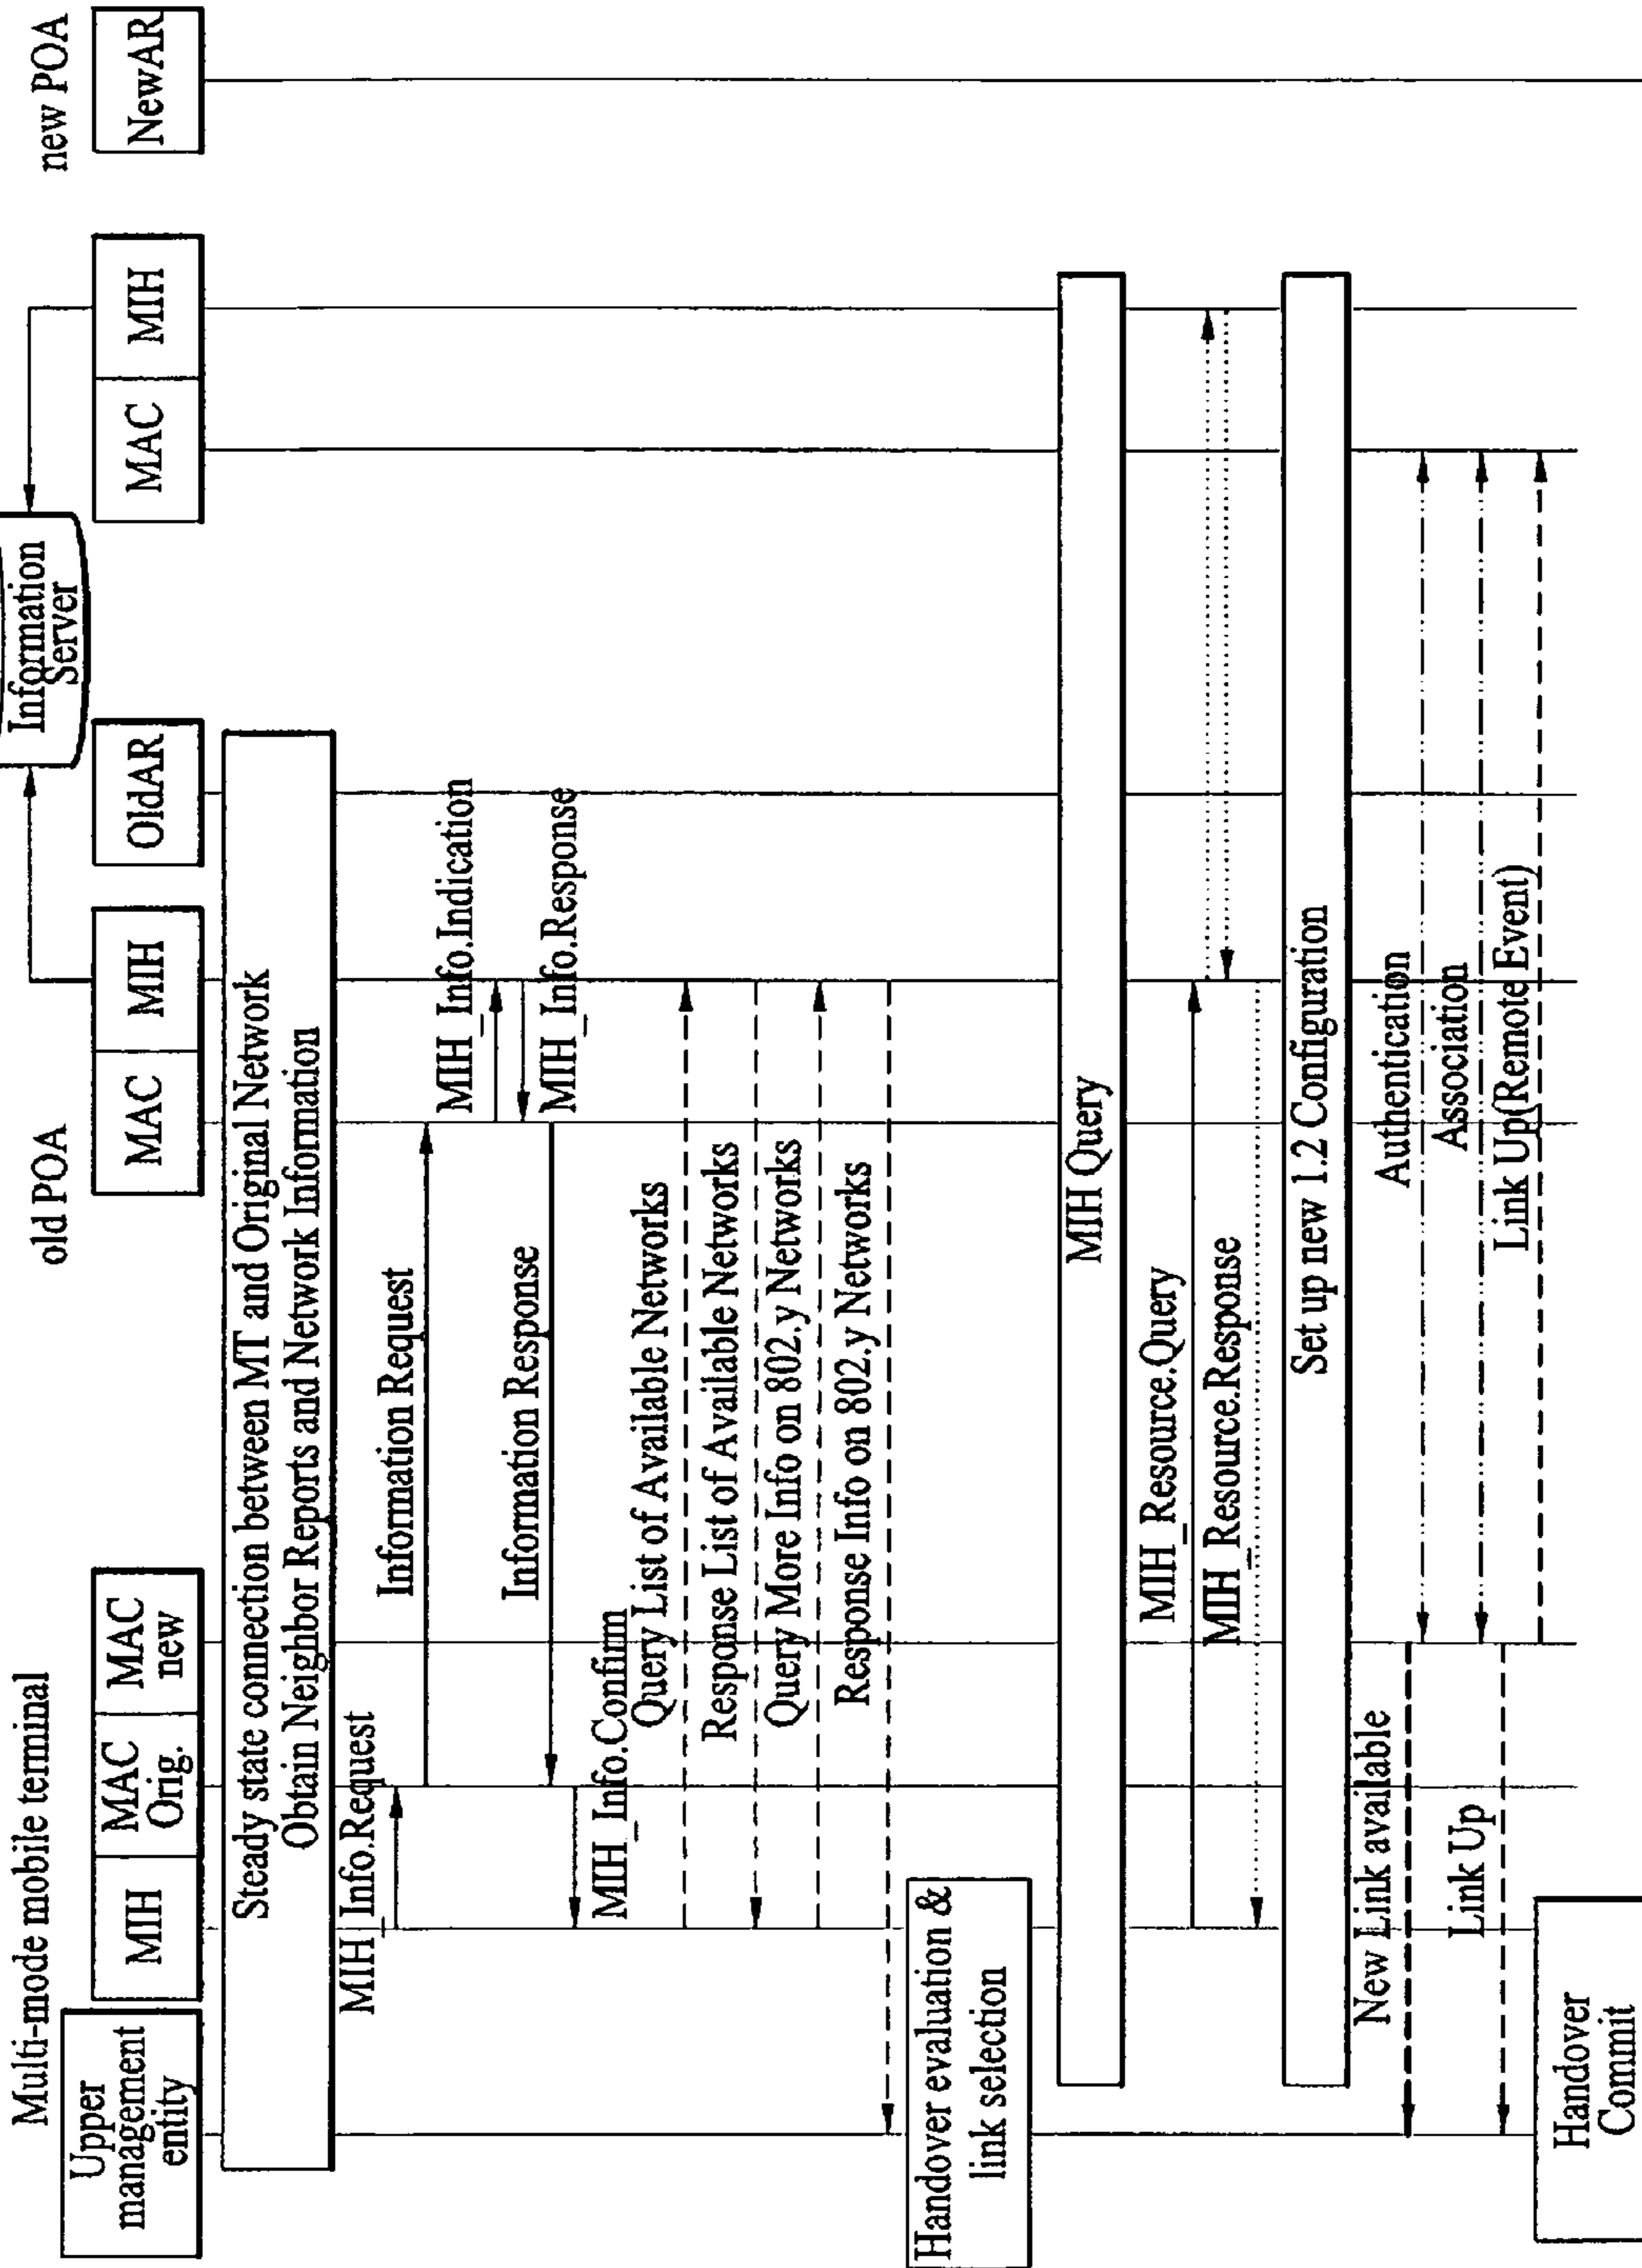 Multi-mode mobile terminal
old POA
new POA
Information
Server
Upper
management
entity
MIH
MAC
Orig.
MAC
new
MAC
MIH
OldAR
MAC
MIH
NewAR
Steady state connection between MT and Original Network
Obtain Neighbor Reports and Network Information
MIH_Info.Request
Information Request
MIH_Info.Indication
Information Response
MIH_Info.Response
MIH_Info.Confirm
Query List of Available Networks
Response List of Available Networks
Query More Info on 802.y Networks
Response Info on 802.y Networks
Handover evaluation &
link selection
MIH Query
MIH_Resource.Query
MIH_Resource.Response
Set up new 1.2 Configuration
New Link available
Authentication
Association
Link Up
Link Up(Remote Event)
Handover
Commit